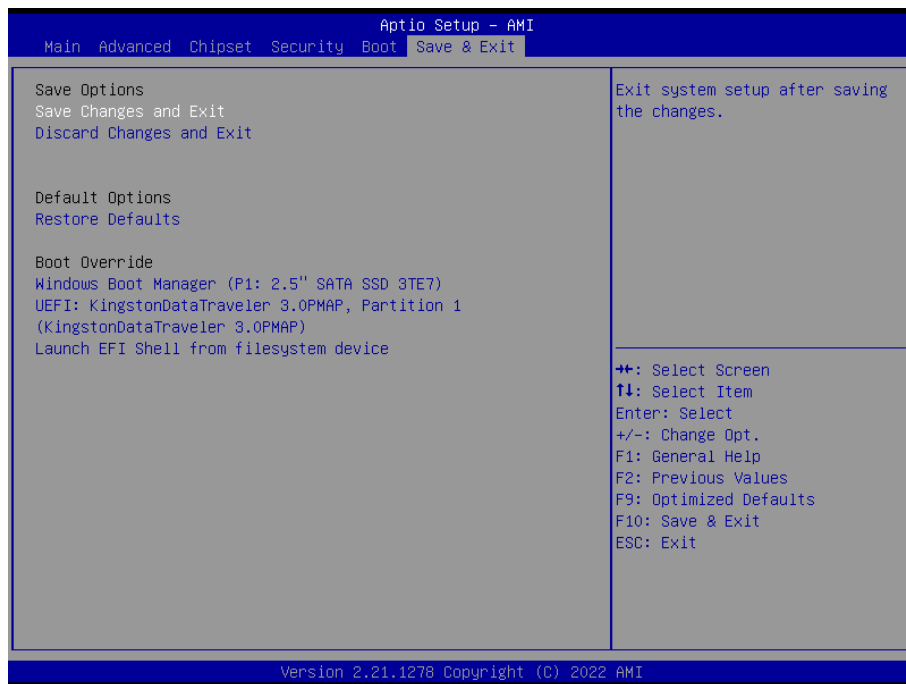 Aptio Setup - AMI
Main Advanced Chipset Security Boot Save & Exit
Save Options
Save Changes and Exit
Discard Changes and Exit
Default Options
Restore Defaults
Boot Override
Windows Boot Manager (P1: 2.5" SATA SSD 3TE7)
UEFI: KingstonDataTraveler 3.0PMAP, Partition 1
(KingstonDataTraveler 3.0PMAP)
Launch EFI Shell from filesystem device
Exit system setup after saving
the changes.
→←: Select Screen
↑↓: Select Item
Enter: Select
+/-: Change Opt.
F1: General Help
F2: Previous Values
F9: Optimized Defaults
F10: Save & Exit
ESC: Exit
Version 2.21.1278 Copyright (C) 2022 AMI